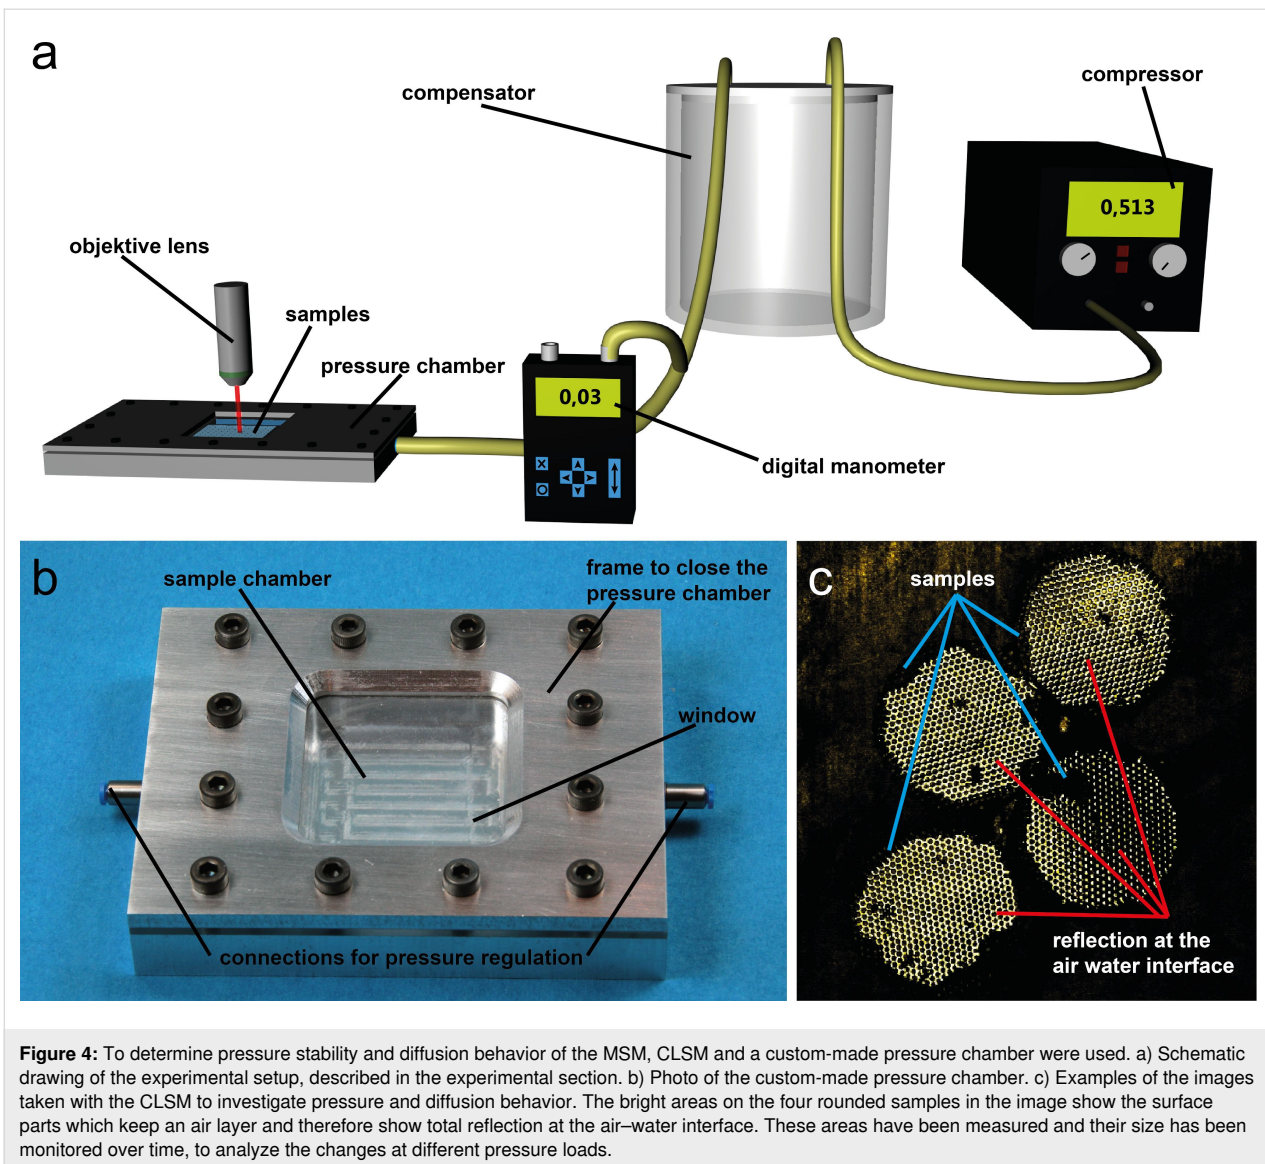 a
compensator
compressor
0,513
objektive lens
samples
pressure chamber
0,03
digital manometer
b
sample chamber
frame to close the
pressure chamber
window
connections for pressure regulation
c
samples
reflection at the
air water interface
Figure 4: To determine pressure stability and diffusion behavior of the MSM, CLSM and a custom-made pressure chamber were used. a) Schematic
drawing of the experimental setup, described in the experimental section. b) Photo of the custom-made pressure chamber. c) Examples of the images
taken with the CLSM to investigate pressure and diffusion behavior. The bright areas on the four rounded samples in the image show the surface
parts which keep an air layer and therefore show total reflection at the air–water interface. These areas have been measured and their size has been
monitored over time, to analyze the changes at different pressure loads.